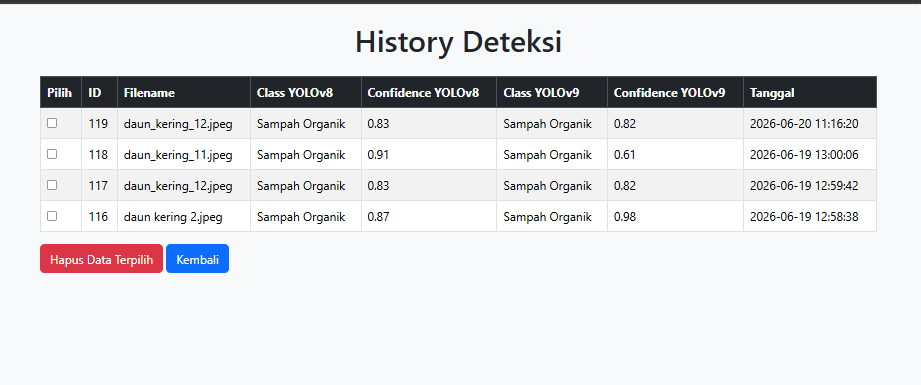 History Deteksi
Pilih ID Filename Class YOLOv8 Confidence YOLOv8 Class YOLOv9 Confidence YOLOv9 Tanggal
119 daun_kering_12.jpeg Sampah Organik 0.83 Sampah Organik 0.82 2026-06-20 11:16:20
118 daun_kering_11.jpeg Sampah Organik 0.91 Sampah Organik 0.61 2026-06-19 13:00:06
117 daun_kering_12.jpeg Sampah Organik 0.83 Sampah Organik 0.82 2026-06-19 12:59:42
116 daun kering 2.jpeg Sampah Organik 0.87 Sampah Organik 0.98 2026-06-19 12:58:38
Hapus Data Terpilih Kembali